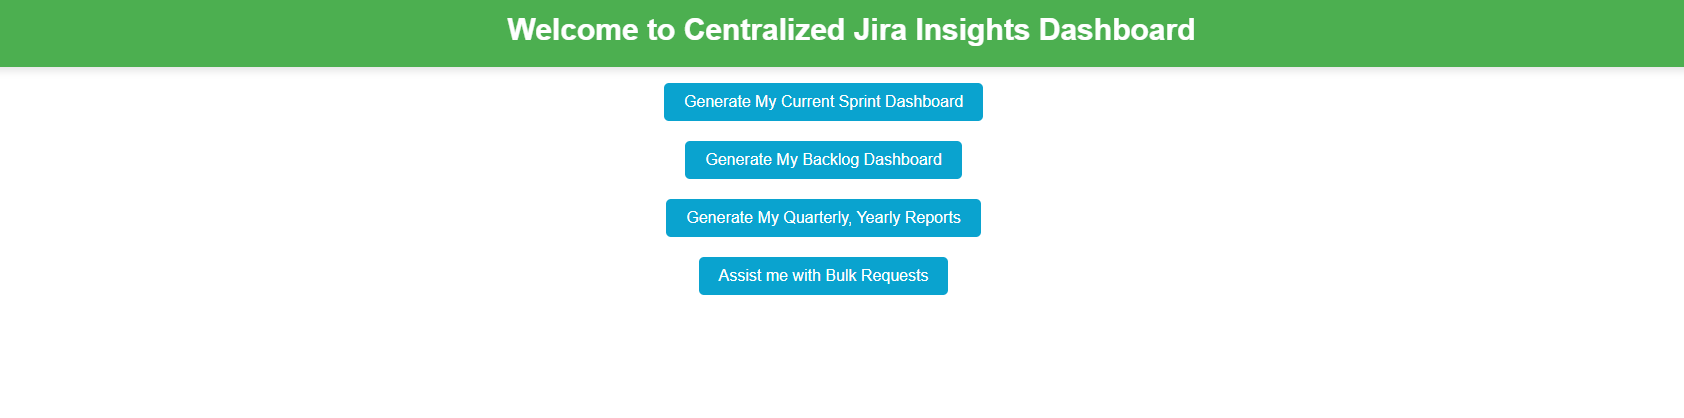 Welcome to Centralized Jira Insights Dashboard
Generate My Current Sprint Dashboard
Generate My Backlog Dashboard
Generate My Quarterly, Yearly Reports
Assist me with Bulk Requests